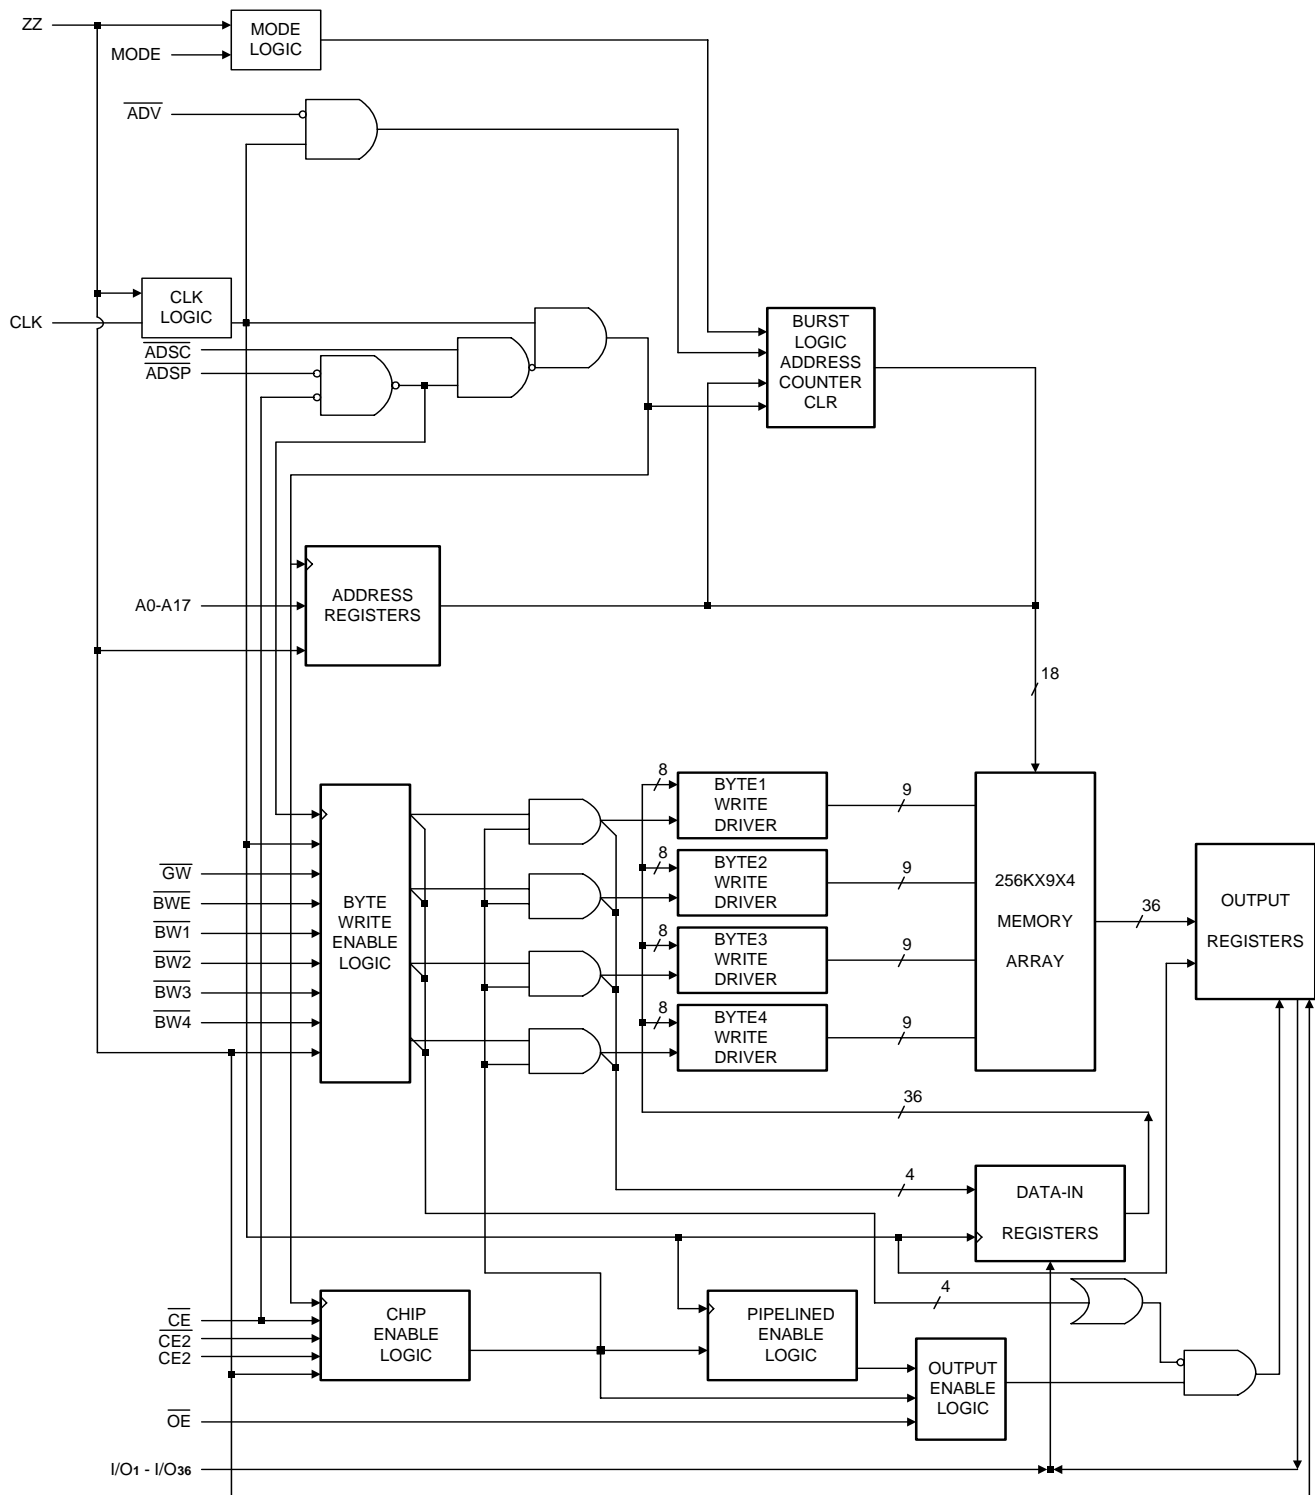 ZZ
MODE
MODE
LOGIC
ADV
CLK
CLK
LOGIC
ADSC
ADSP
BURST
LOGIC
ADDRESS
COUNTER
CLR
A0-A17
ADDRESS
REGISTERS
18
GW
BWE
BW1
BW2
BW3
BW4
BYTE
WRITE
ENABLE
LOGIC
8
BYTE1
WRITE
DRIVER
9
8
BYTE2
WRITE
DRIVER
9
8
BYTE3
WRITE
DRIVER
9
8
BYTE4
WRITE
DRIVER
9
256KX9X4
MEMORY
ARRAY
36
OUTPUT
REGISTERS
36
4
DATA-IN
REGISTERS
4
CE
CE2
CE2
CHIP
ENABLE
LOGIC
PIPELINED
ENABLE
LOGIC
OUTPUT
ENABLE
LOGIC
OE
I/O1 - I/O36